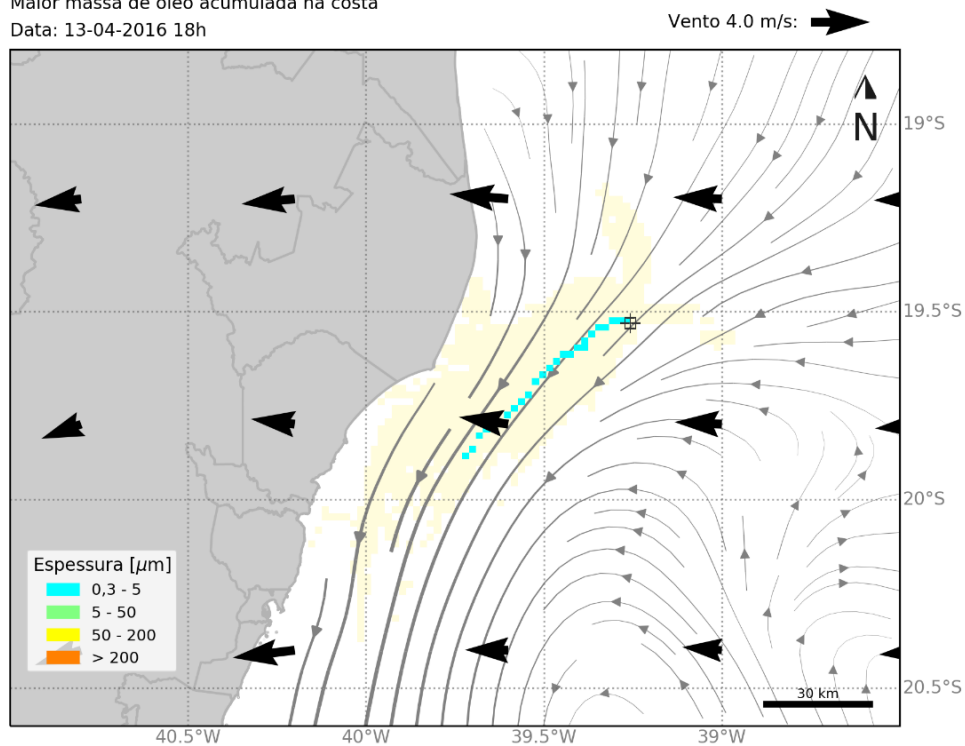 Maior massa de óleo acumulada na costa
Data: 13-04-2016 18h
Vento 4.0 m/s:
N
19°S
19.5°S
20°S
20.5°S
Espessura [μm]
0,3 - 5
5 - 50
50 - 200
> 200
30 km
40.5°W
40°W
39.5°W
39°W